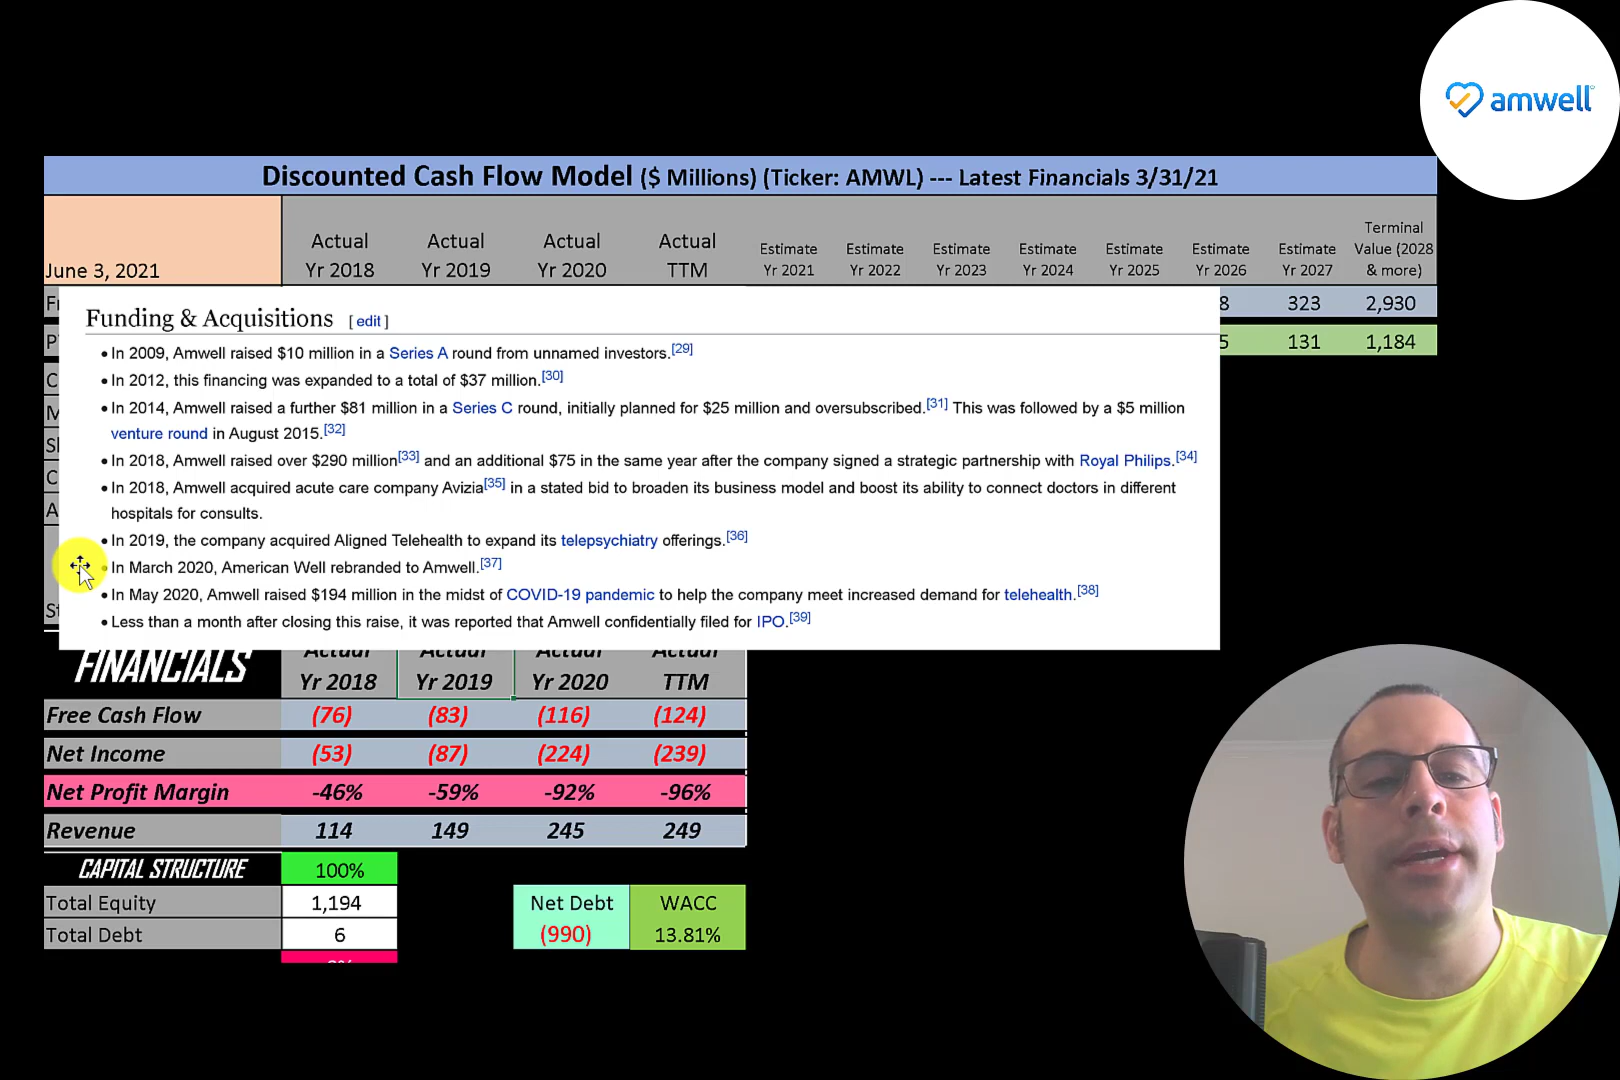 amwell
Discounted Cash Flow Model ($ Millions) (Ticker: AMWL) --- Latest Financials 3/31/21
June 3, 2021
Actual Yr 2018
Actual Yr 2019
Actual Yr 2020
Actual TTM
Estimate Yr 2021
Estimate Yr 2022
Estimate Yr 2023
Estimate Yr 2024
Estimate Yr 2025
Estimate Yr 2026
Estimate Yr 2027
Terminal Value (2028 & more)
8 323 2,930
5 131 1,184
Funding & Acquisitions [ edit ]
• In 2009, Amwell raised $10 million in a Series A round from unnamed investors.[29]
• In 2012, this financing was expanded to a total of $37 million.[30]
• In 2014, Amwell raised a further $81 million in a Series C round, initially planned for $25 million and oversubscribed.[31] This was followed by a $5 million
venture round in August 2015.[32]
• In 2018, Amwell raised over $290 million[33] and an additional $75 in the same year after the company signed a strategic partnership with Royal Philips.[34]
• In 2018, Amwell acquired acute care company Avizia[35] in a stated bid to broaden its business model and boost its ability to connect doctors in different
hospitals for consults.
• In 2019, the company acquired Aligned Telehealth to expand its telepsychiatry offerings.[36]
• In March 2020, American Well rebranded to Amwell.[37]
• In May 2020, Amwell raised $194 million in the midst of COVID-19 pandemic to help the company meet increased demand for telehealth.[38]
• Less than a month after closing this raise, it was reported that Amwell confidentially filed for IPO.[39]
FINANCIALS
Actual Yr 2018
Actual Yr 2019
Actual Yr 2020
Actual TTM
Free Cash Flow (76) (83) (116) (124)
Net Income (53) (87) (224) (239)
Net Profit Margin -46% -59% -92% -96%
Revenue 114 149 245 249
CAPITAL STRUCTURE 100%
Total Equity 1,194 Net Debt WACC
Total Debt 6 (990) 13.81%